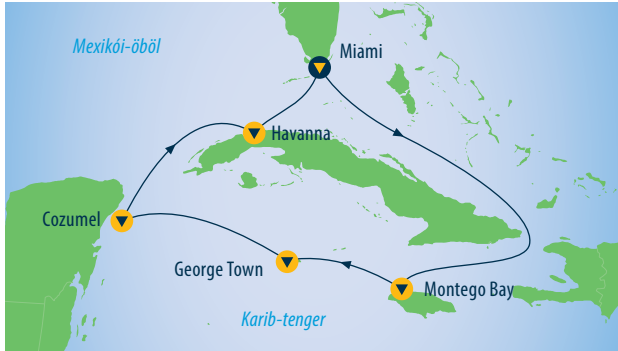 Mexikói-öböl
Miami
Havanna
Cozumel
George Town
Montego Bay
Karib-tenger